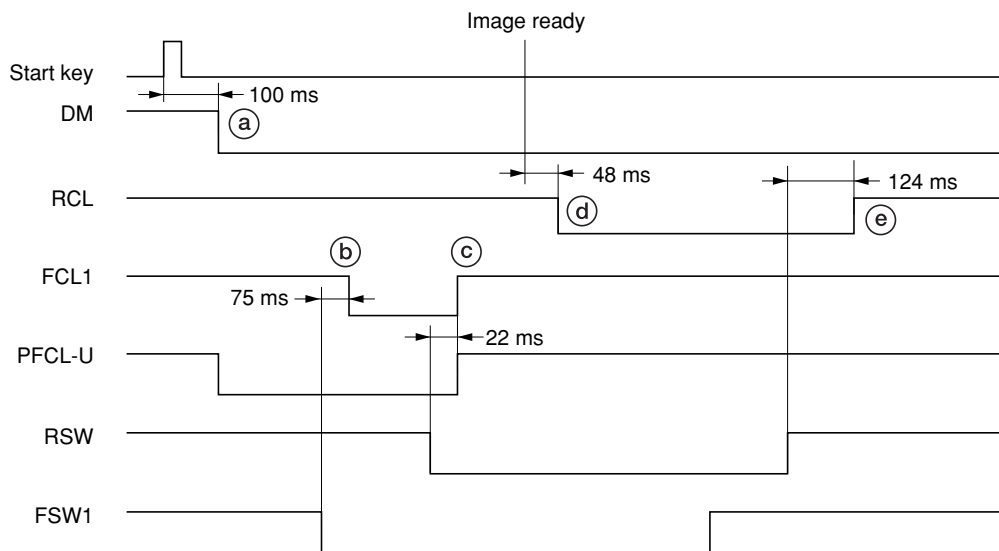 Image ready
Start key
100 ms
DM
a
48 ms
124 ms
RCL
d
e
b
c
FCL1
75 ms
22 ms
PFCL-U
RSW
FSW1